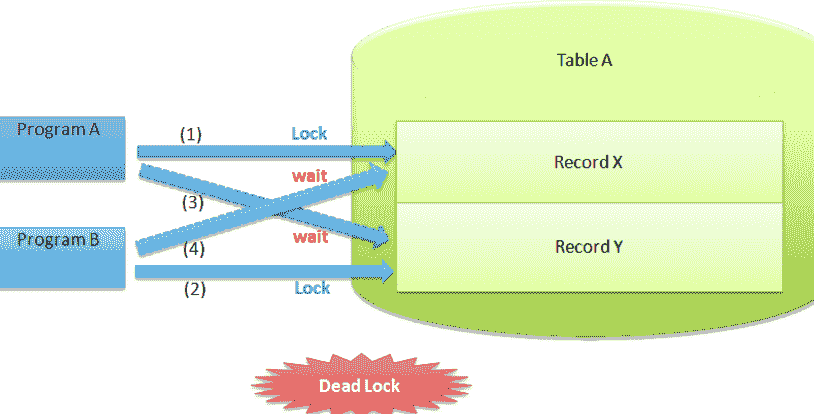 Table A
Program A
(1)
Lock
Record X
wait
(3)
Program B
wait
(4)
Record Y
(2)
Lock
Dead Lock